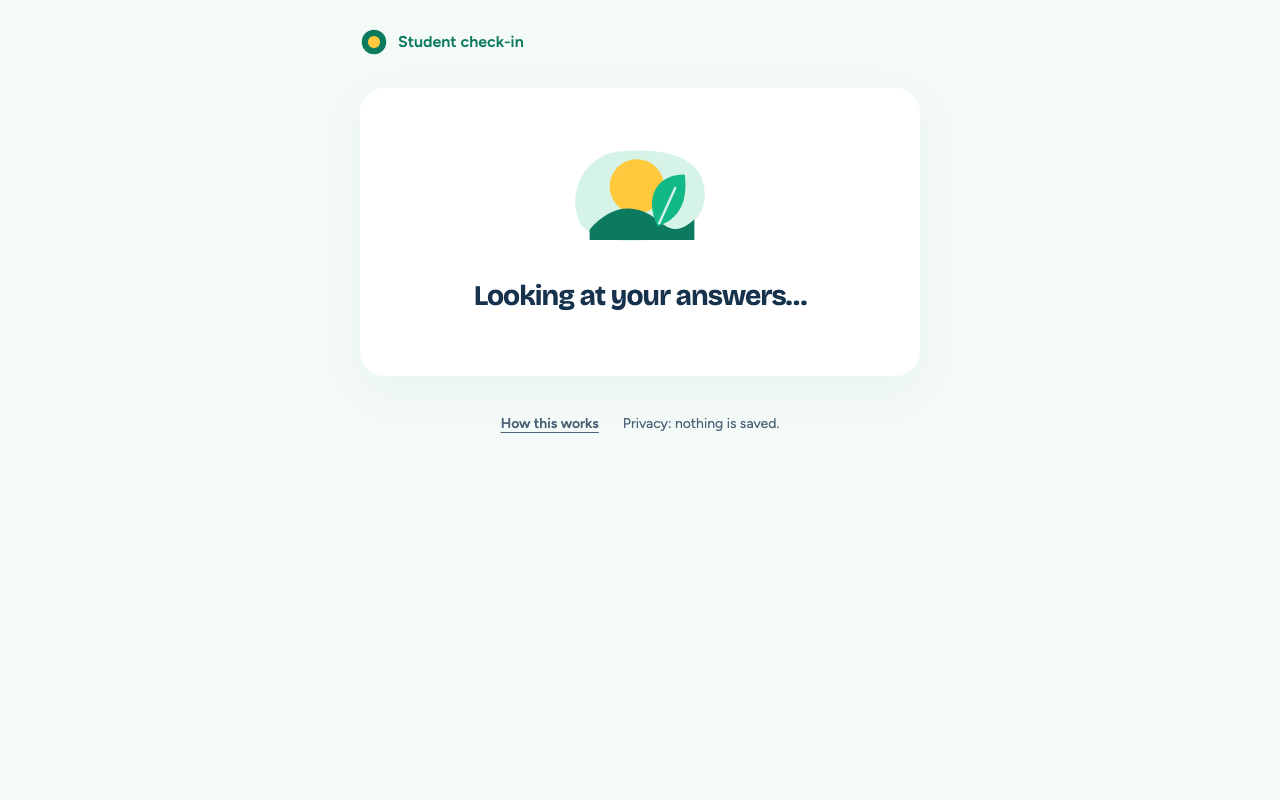 Student check-in
Looking at your answers...
How this works
Privacy: nothing is saved.